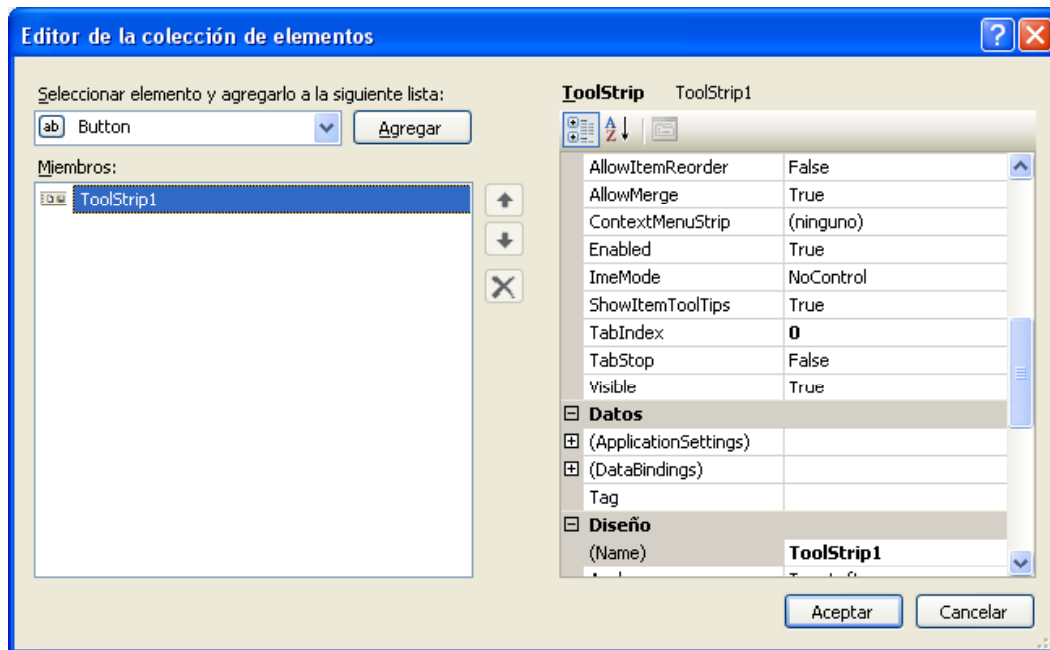 Editor de la colección de elementos
Seleccionar elemento y agregarlo a la siguiente lista:
ab Button
Agregar
Miembros:
ToolStrip1
ToolStrip ToolStrip1
AllowItemReorder False
AllowMerge True
ContextMenuStrip (ninguno)
Enabled True
ImeMode NoControl
ShowItemToolTips True
TabIndex 0
TabStop False
Visible True
Datos
(ApplicationSettings)
(DataBindings)
Tag
Diseño
(Name) ToolStrip1
Aceptar Cancelar